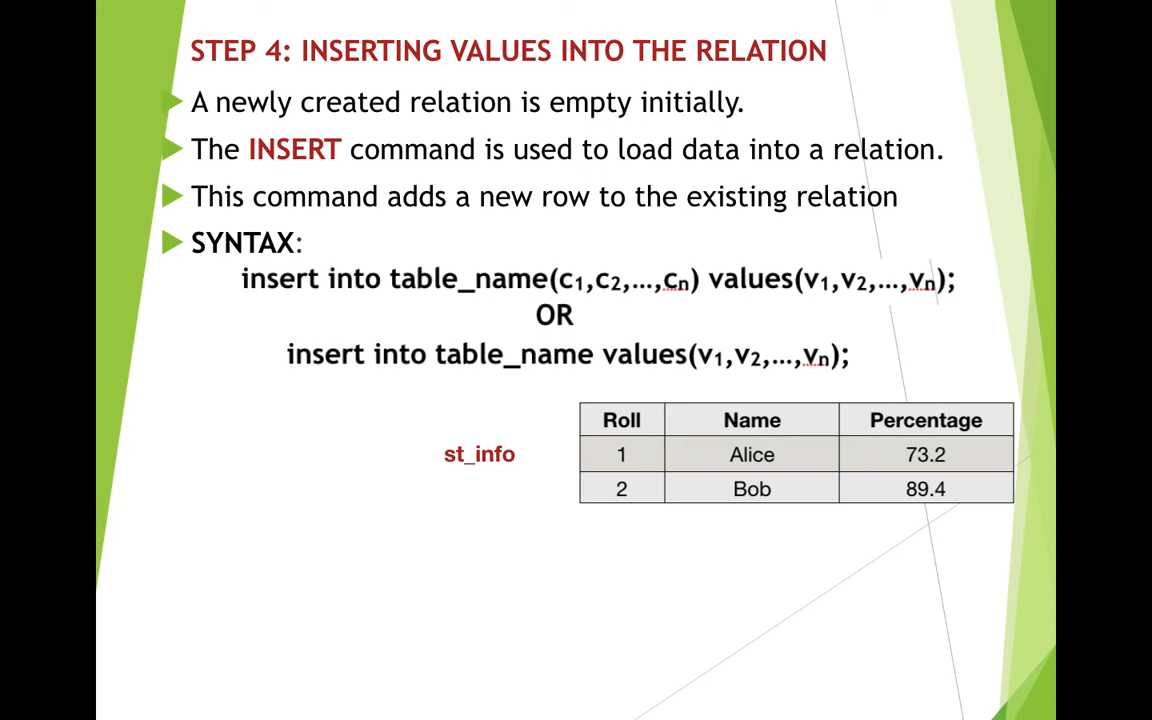 STEP 4: INSERTING VALUES INTO THE RELATION
A newly created relation is empty initially.
The INSERT command is used to load data into a relation.
This command adds a new row to the existing relation
SYNTAX:
insert into table_name(c1,c2,...,cn) values(v1,v2,...,vn);
OR
insert into table_name values(v1,v2,...,vn);
Roll Name Percentage
st_info 1 Alice 73.2
2 Bob 89.4